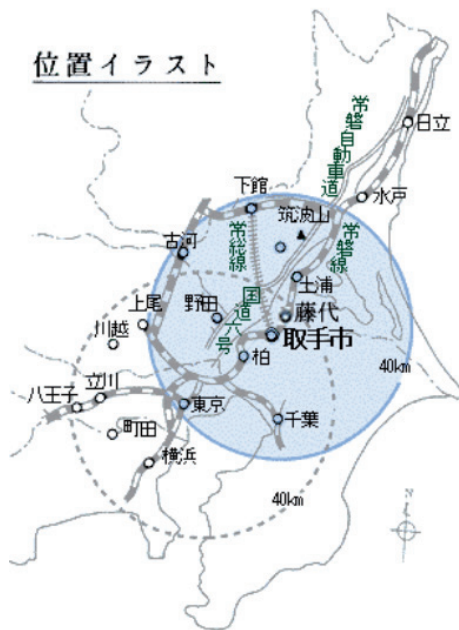 位置イラスト
常磐自動車道
日立
下館
筑波山
水戸
古河
常総線
常磐線
土浦
上尾
野田
国道六号
藤代
川越
取手市
柏
40km
八王子
立川
東京
千葉
町田
横浜
40km
N